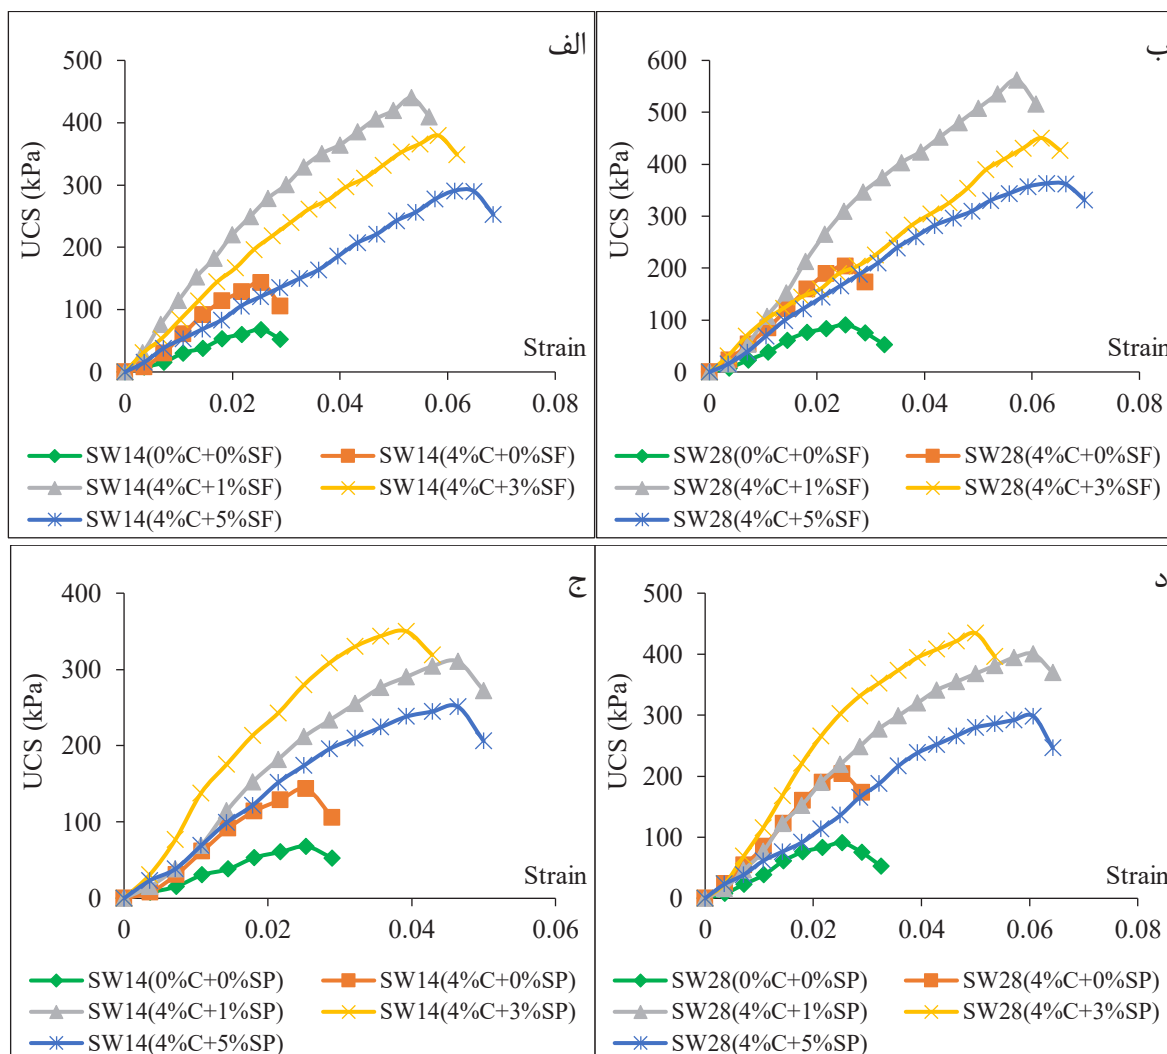 الف
500
400
300
200
100
0
UCS (kPa)
Strain
0 0.02 0.04 0.06 0.08
SW14(0%C+0%SF) SW14(4%C+0%SF)
SW14(4%C+1%SF) SW14(4%C+3%SF)
SW14(4%C+5%SF)
ب
600
500
400
300
200
100
0
UCS (kPa)
Strain
0 0.02 0.04 0.06 0.08
SW28(0%C+0%SF) SW28(4%C+0%SF)
SW28(4%C+1%SF) SW28(4%C+3%SF)
SW28(4%C+5%SF)
ج
400
300
200
100
0
UCS (kPa)
Strain
0 0.02 0.04 0.06
SW14(0%C+0%SP) SW14(4%C+0%SP)
SW14(4%C+1%SP) SW14(4%C+3%SP)
SW14(4%C+5%SP)
د
500
400
300
200
100
0
UCS (kPa)
Strain
0 0.02 0.04 0.06 0.08
SW28(0%C+0%SP) SW28(4%C+0%SP)
SW28(4%C+1%SP) SW28(4%C+3%SP)
SW28(4%C+5%SP)